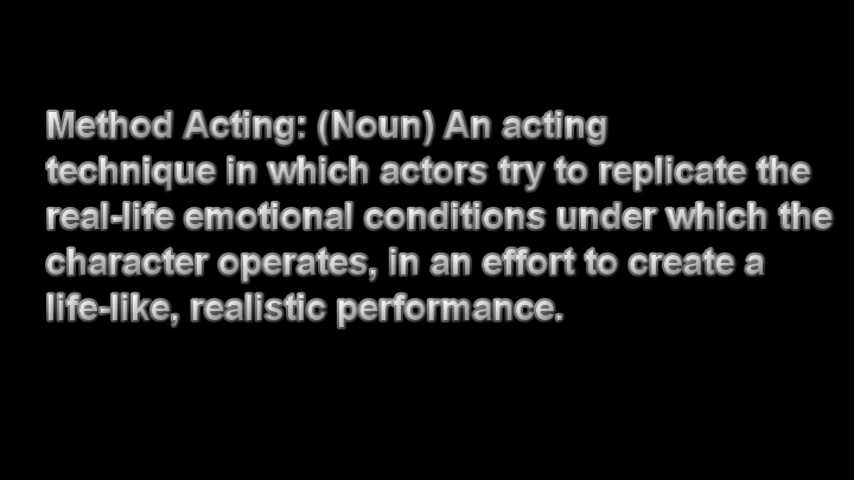 Method Acting: (Noun) An acting
technique in which actors try to replicate the
real-life emotional conditions under which the
character operates, in an effort to create a
life-like, realistic performance.